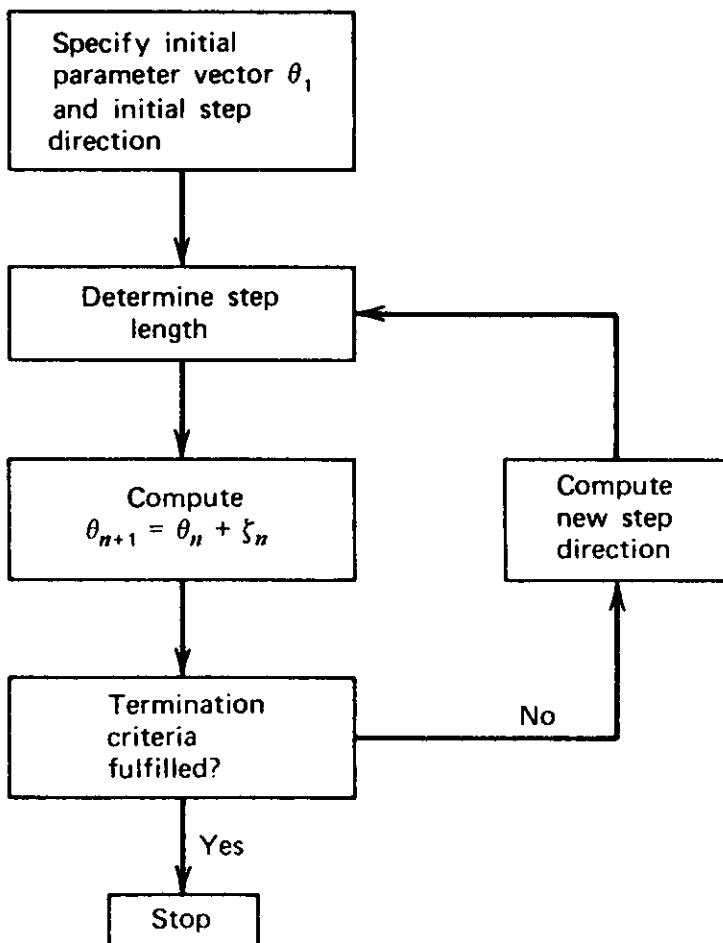 Specify initial
parameter vector θ₁
and initial step
direction
Determine step
length
Compute
θₙ₊₁ = θₙ + ζₙ
Compute
new step
direction
Termination
criteria
fulfilled?
No
Yes
Stop